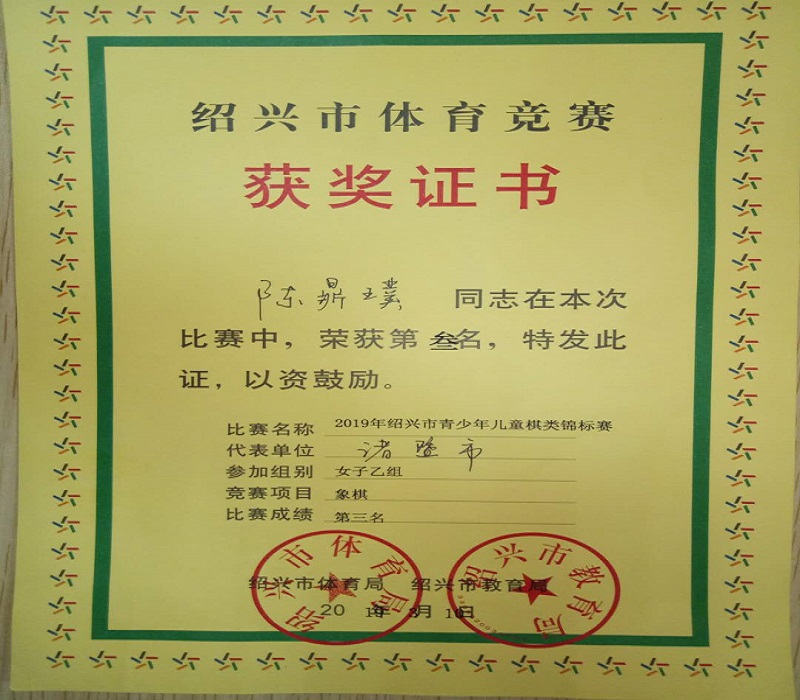 绍兴市体育竞赛
获奖证书
陈鼎璞 同志在本次
比赛中，荣获第叁名，特发此
证，以资鼓励。
比赛名称 2019年绍兴市青少年儿童棋类锦标赛
代表单位 诸暨市
参加组别 女子乙组
竞赛项目 象棋
比赛成绩 第三名
绍兴市体育局 绍兴市教育局
绍兴市体育局
绍兴市教育局